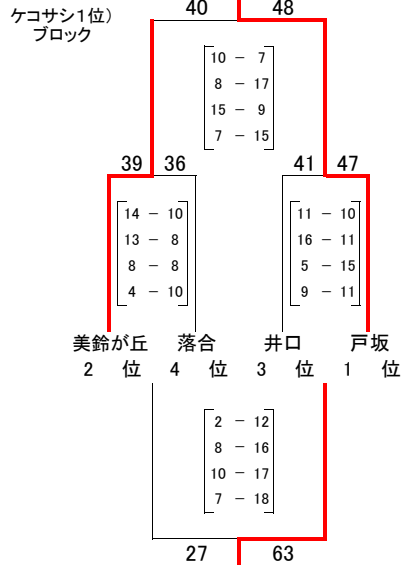 40 48
ケコサシ１位）
ブロック
10 － 7
8 － 17
15 － 9
7 － 15
39 36 41 47
14 － 10 11 － 10
13 － 8 16 － 11
8 － 8 5 － 15
4 － 10 9 － 11
美鈴が丘 落合 井口 戸坂
2 位 4 位 3 位 1 位
2 － 12
8 － 16
10 － 17
7 － 18
27 63